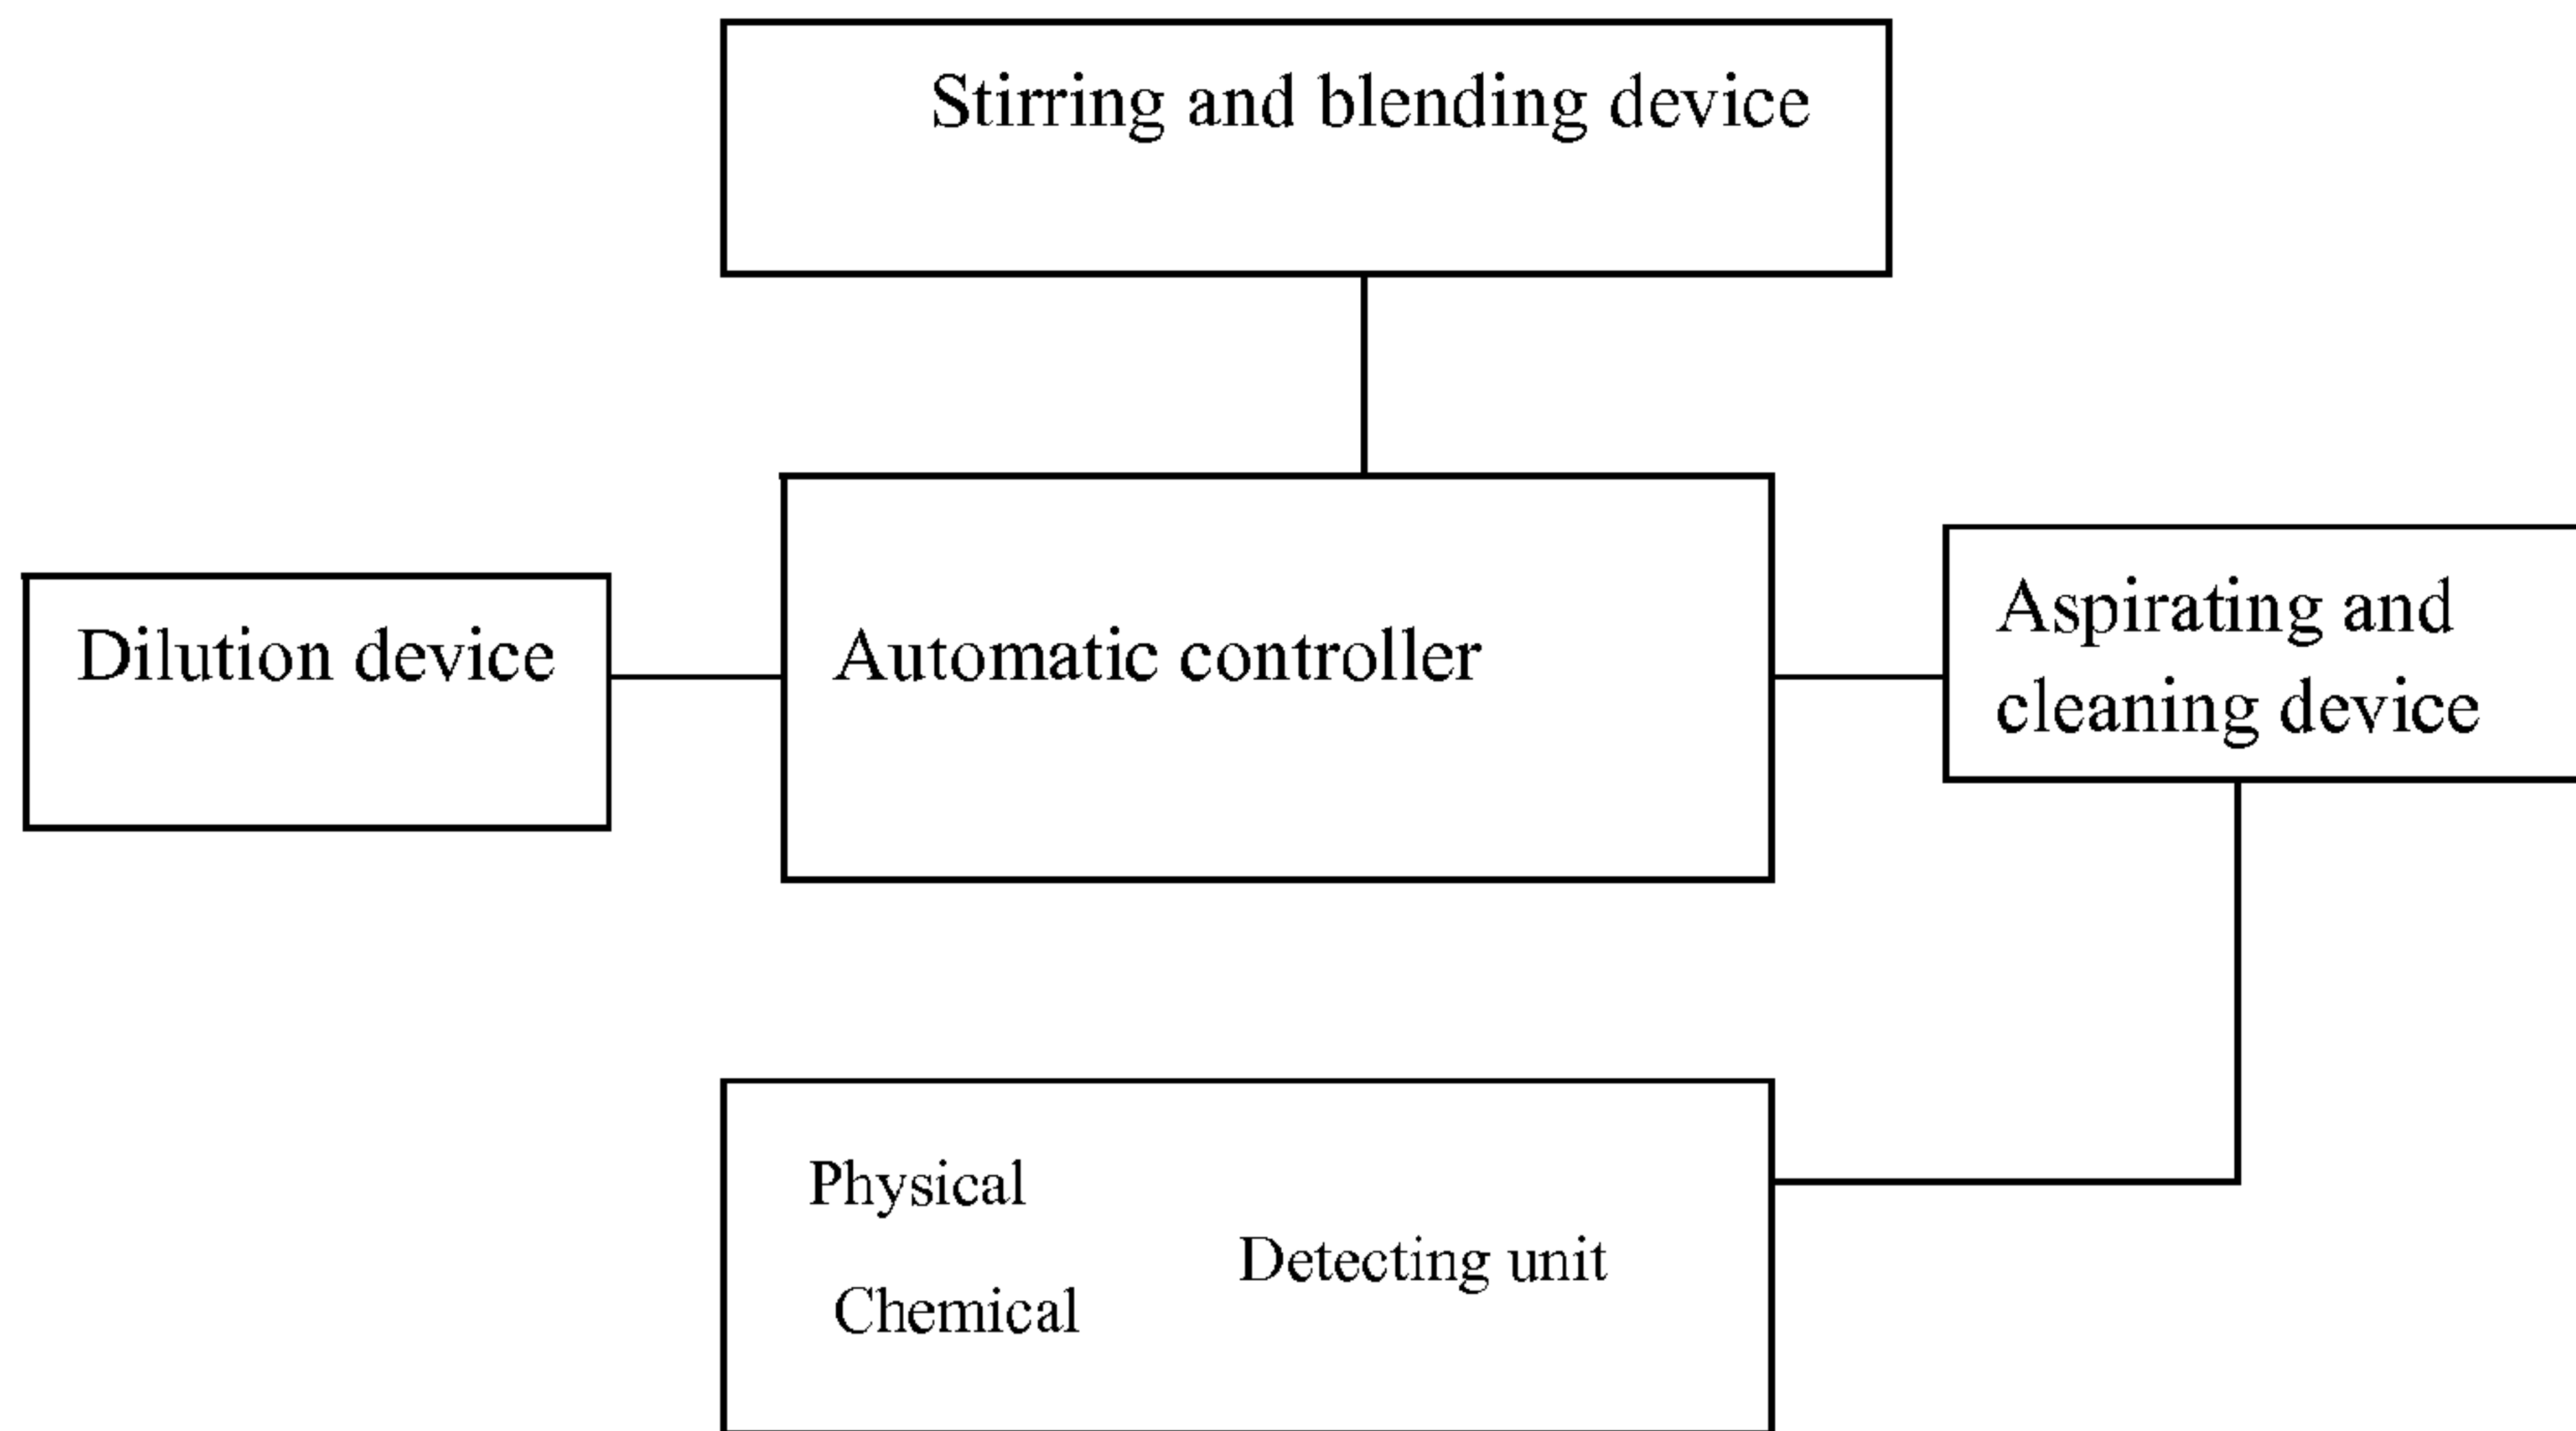 Stirring and blending device
Dilution device
Automatic controller
Aspirating and
cleaning device
Physical
Chemical
Detecting unit